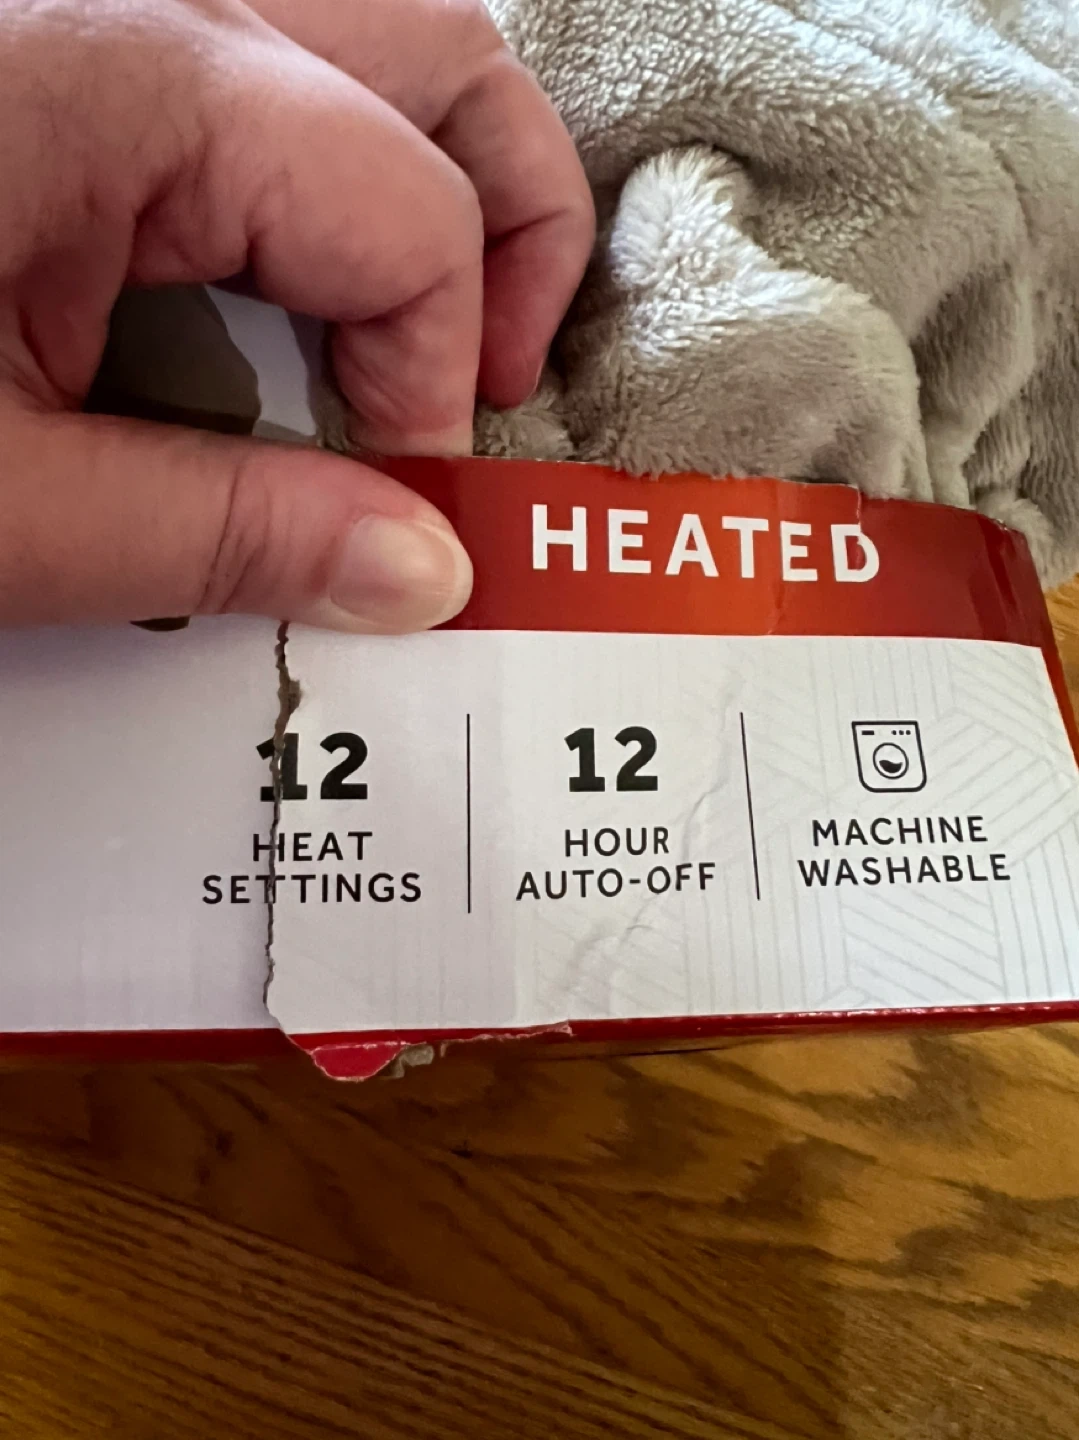 HEATED
12
HEAT
SETTINGS
12
HOUR
AUTO-OFF
MACHINE
WASHABLE